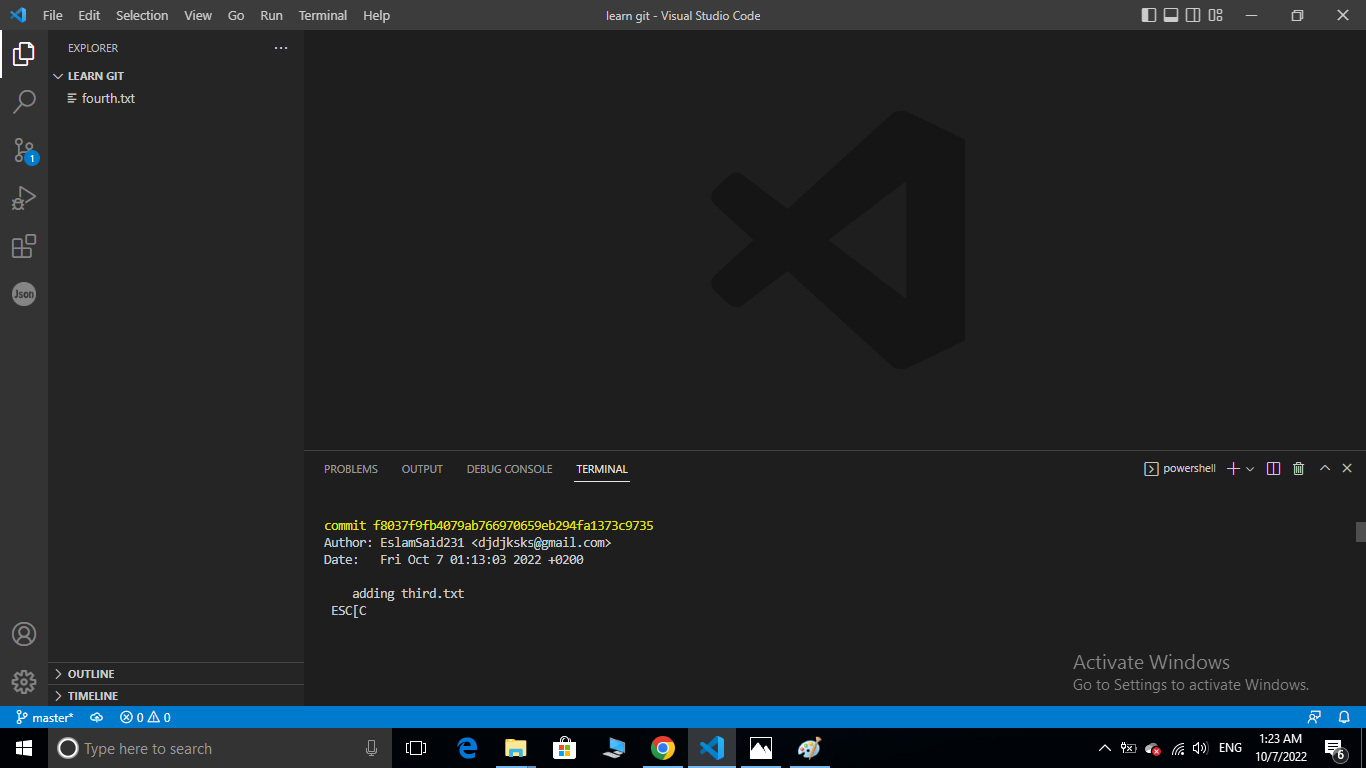 File Edit Selection View Go Run Terminal Help
learn git - Visual Studio Code
EXPLORER
LEARN GIT
fourth.txt
1
Json
PROBLEMS OUTPUT DEBUG CONSOLE TERMINAL
powershell
commit f8037f9fb4079ab766970659eb294fa1373c9735
Author: EslamSaid231 <djdjksks@gmail.com>
Date:   Fri Oct 7 01:13:03 2022 +0200
adding third.txt
ESC[C
OUTLINE
TIMELINE
Activate Windows
Go to Settings to activate Windows.
master* 0 0
Type here to search
ENG
1:23 AM
10/7/2022
6